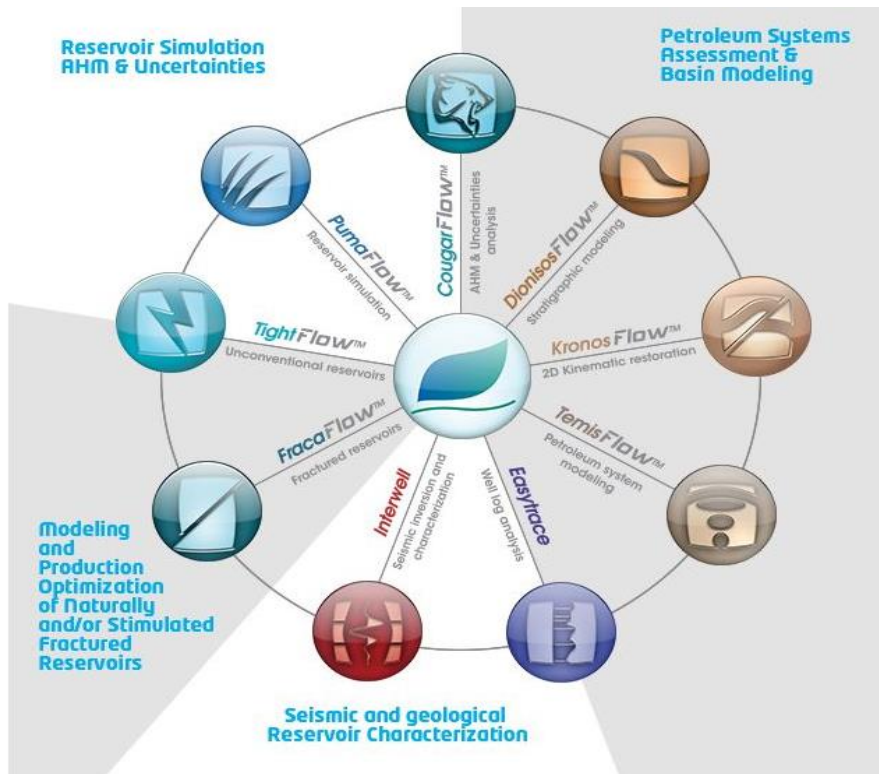 Reservoir Simulation
AHM & Uncertainties
Petroleum Systems
Assessment &
Basin Modeling
CougarFlow™
AHM & Uncertainties
analysis
DionisosFlow™
Stratigraphic modeling
KronosFlow™
2D Kinematic restoration
TemisFlow™
Petroleum system
modeling
Easytrace
Well log analysis
Interwell
Seismic inversion and
characterization
FracaFlow™
Fractured reservoirs
TightFlow™
Unconventional reservoirs
PumaFlow™
Reservoir simulation
Modeling
and
Production
Optimization
of Naturally
and/or Stimulated
Fractured
Reservoirs
Seismic and geological
Reservoir Characterization